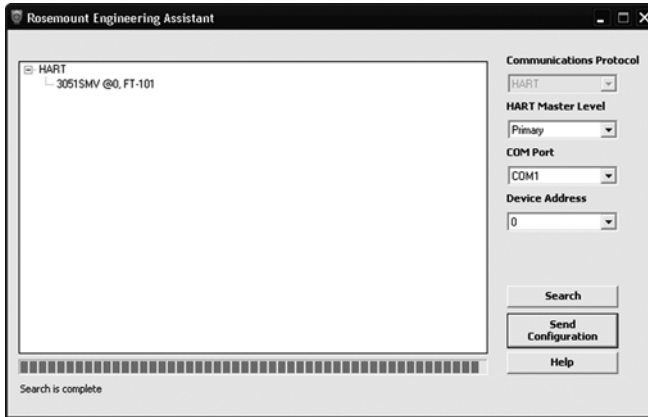 Rosemount Engineering Assistant
HART
3051SMV @0, FT-101
Communications Protocol
HART
HART Master Level
Primary
COM Port
COM1
Device Address
0
Search
Send
Configuration
Help
Search is complete